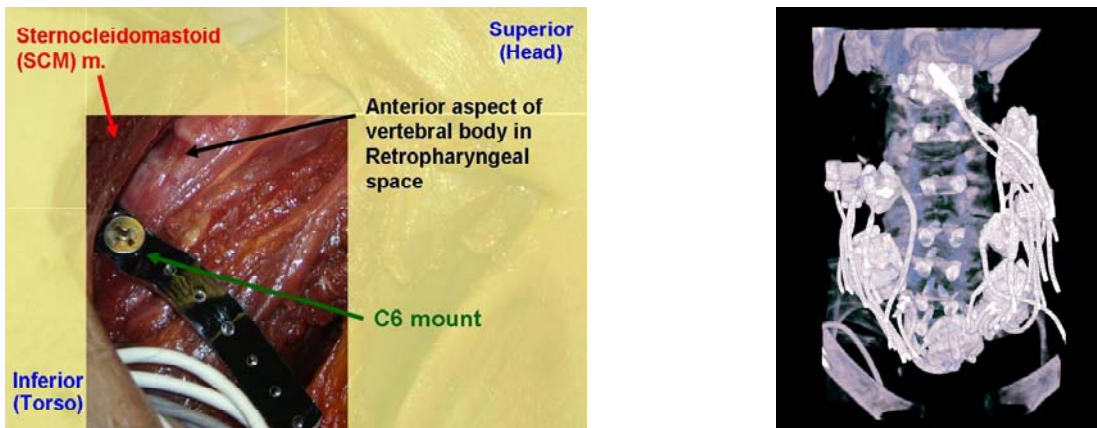 Sternocleidomastoid
(SCM) m.
Superior
(Head)
Anterior aspect of
vertebral body in
Retropharyngeal
space
C6 mount
Inferior
(Torso)